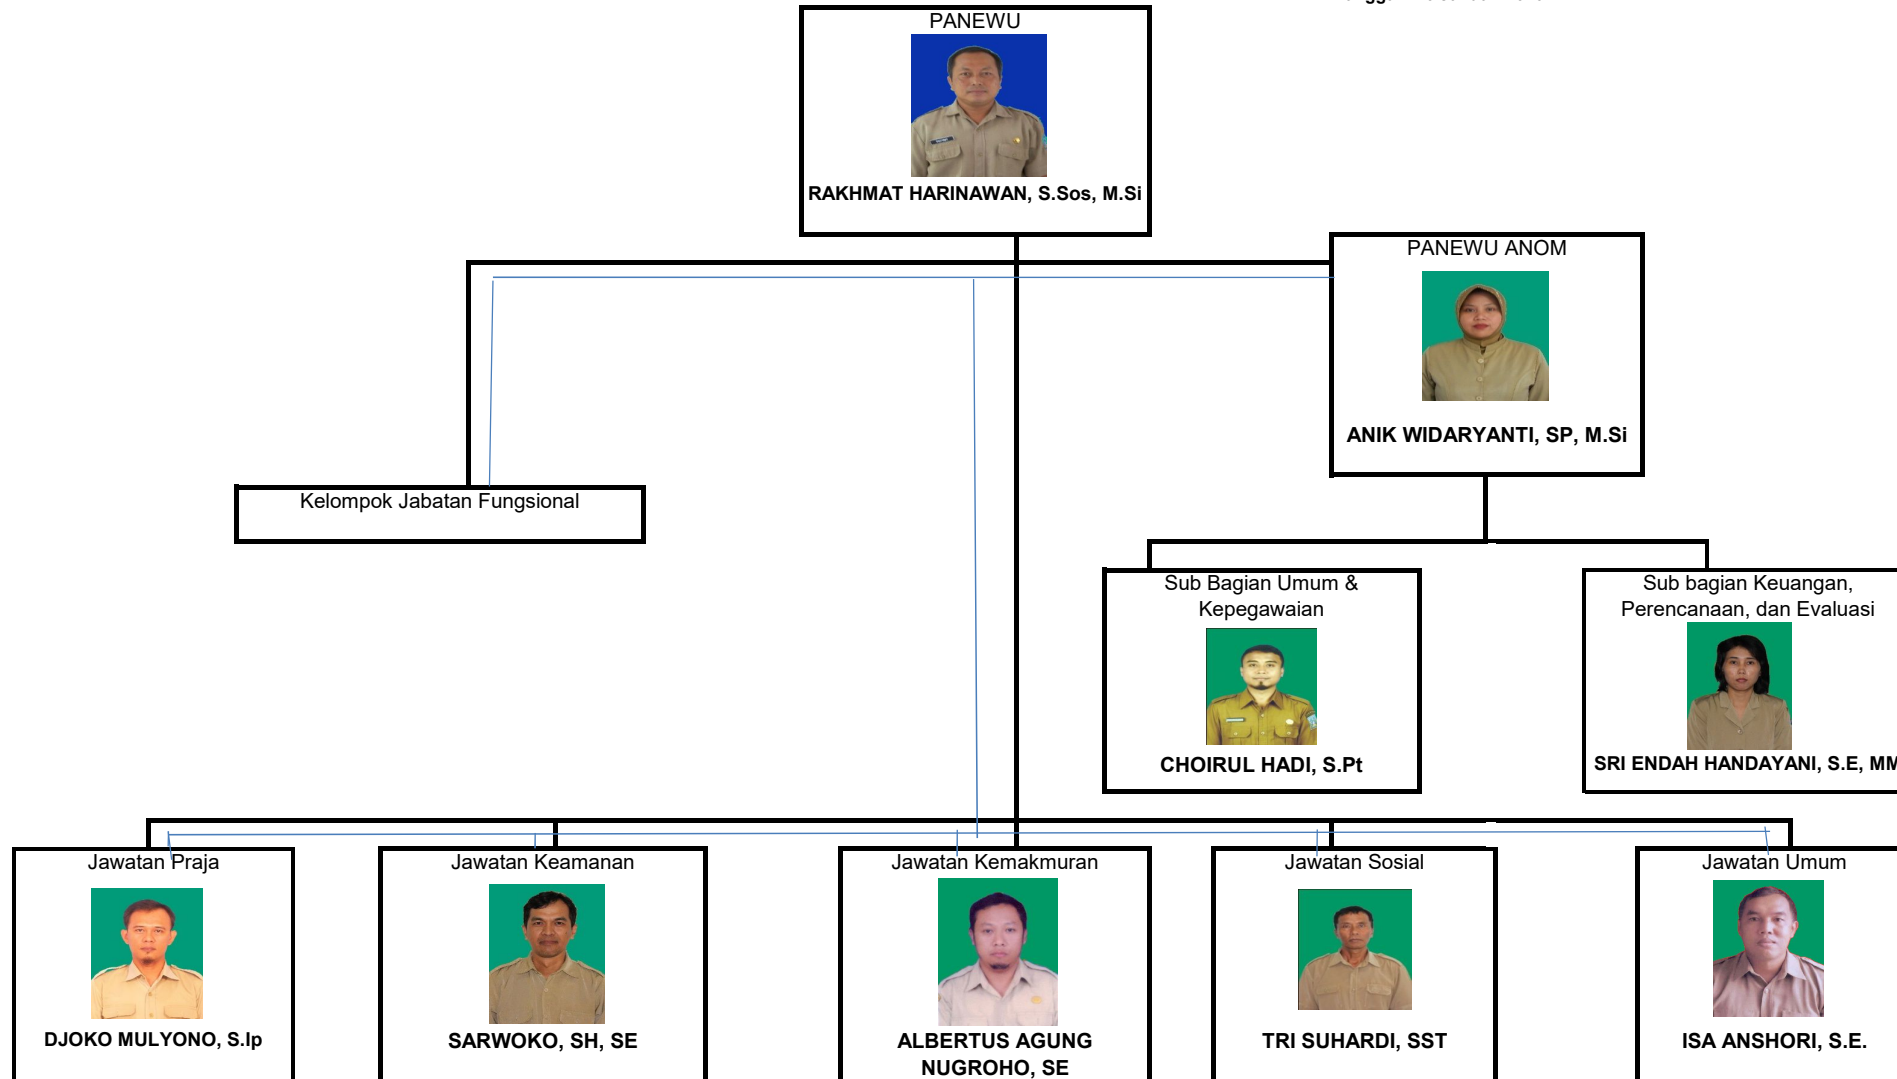 PANEWU
RAKHMAT HARINAWAN, S.Sos, M.Si
PANEWU ANOM
ANIK WIDARYANTI, SP, M.Si
Kelompok Jabatan Fungsional
Sub Bagian Umum &
Kepegawaian
CHOIRUL HADI, S.Pt
Sub bagian Keuangan,
Perencanaan, dan Evaluasi
SRI ENDAH HANDAYANI, S.E, MM
Jawatan Praja
DJOKO MULYONO, S.Ip
Jawatan Keamanan
SARWOKO, SH, SE
Jawatan Kemakmuran
ALBERTUS AGUNG
NUGROHO, SE
Jawatan Sosial
TRI SUHARDI, SST
Jawatan Umum
ISA ANSHORI, S.E.